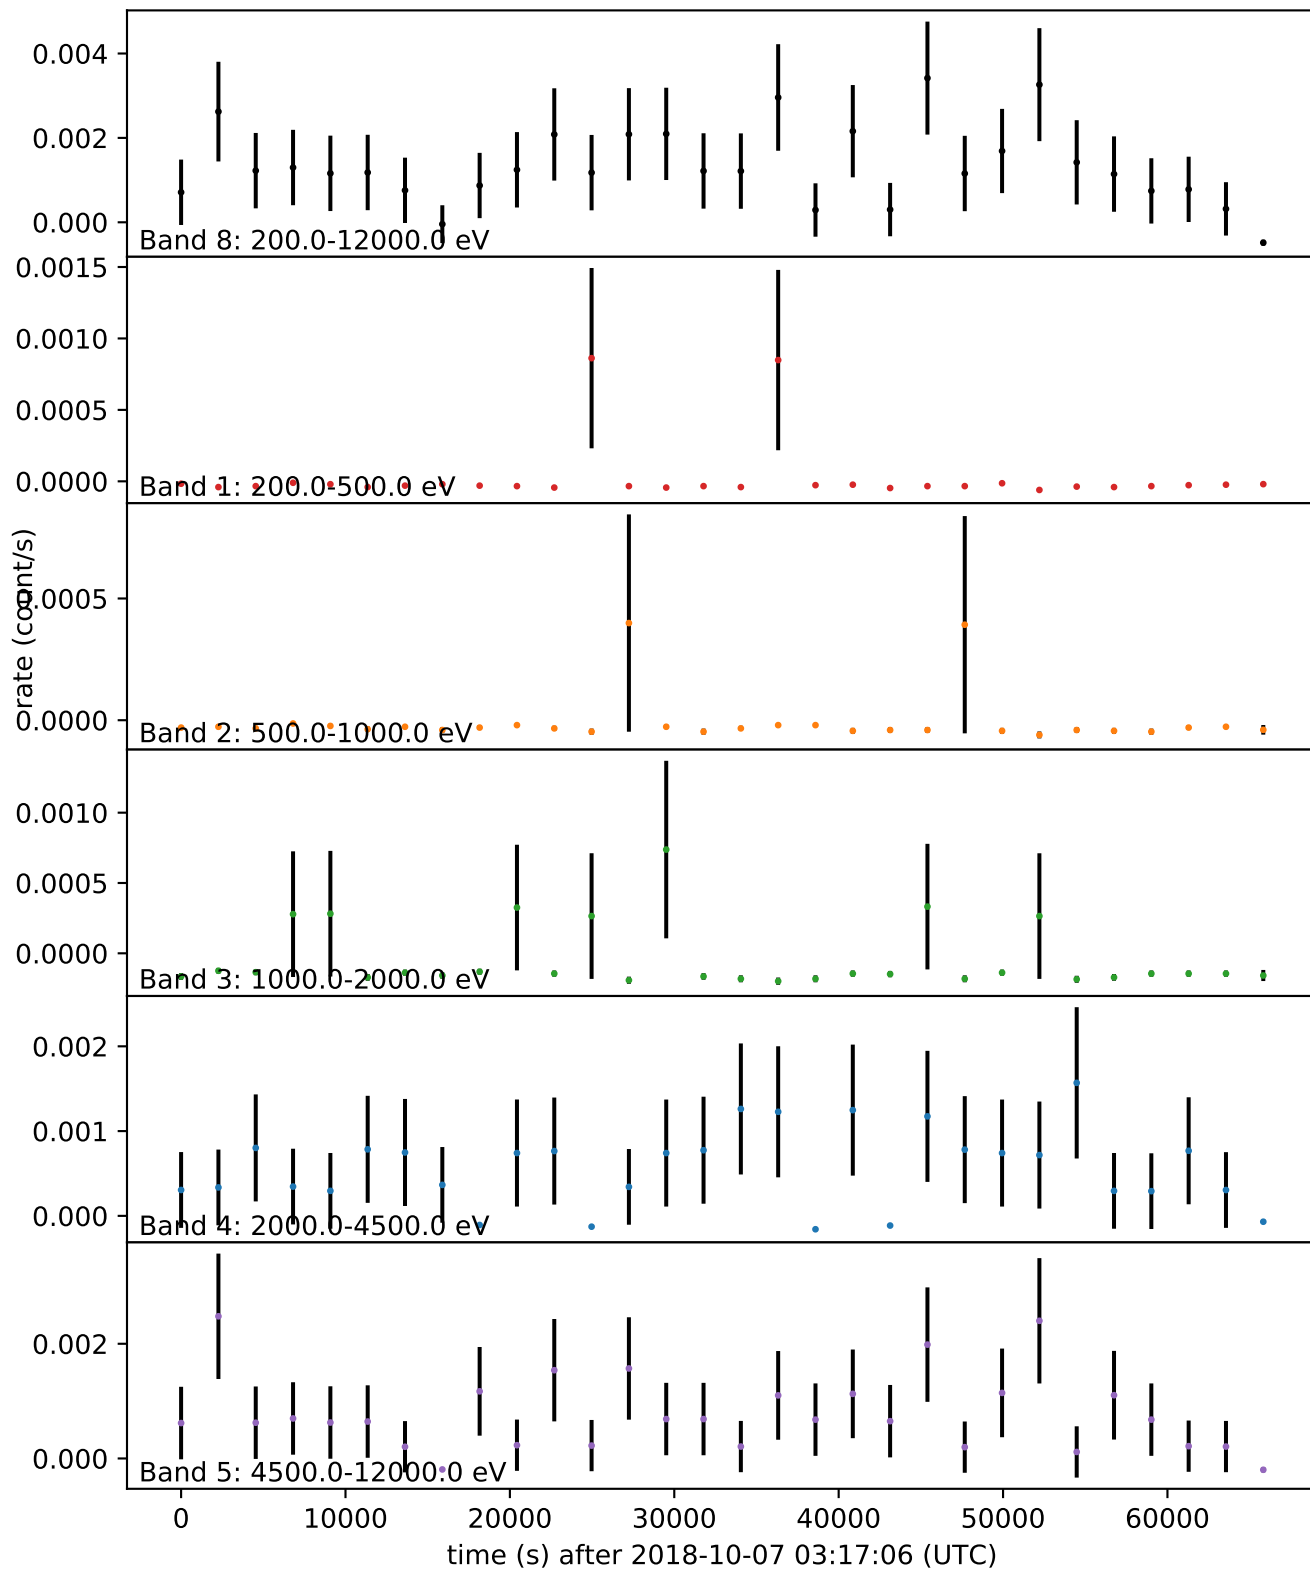 0.004
0.002
0.000
Band 8: 200.0-12000.0 eV
0.0015
0.0010
0.0005
0.0000
Band 1: 200.0-500.0 eV
rate (count/s)
0.0005
0.0000
Band 2: 500.0-1000.0 eV
0.0010
0.0005
0.0000
Band 3: 1000.0-2000.0 eV
0.002
0.001
0.000
Band 4: 2000.0-4500.0 eV
0.002
0.000
Band 5: 4500.0-12000.0 eV
0 10000 20000 30000 40000 50000 60000
time (s) after 2018-10-07 03:17:06 (UTC)